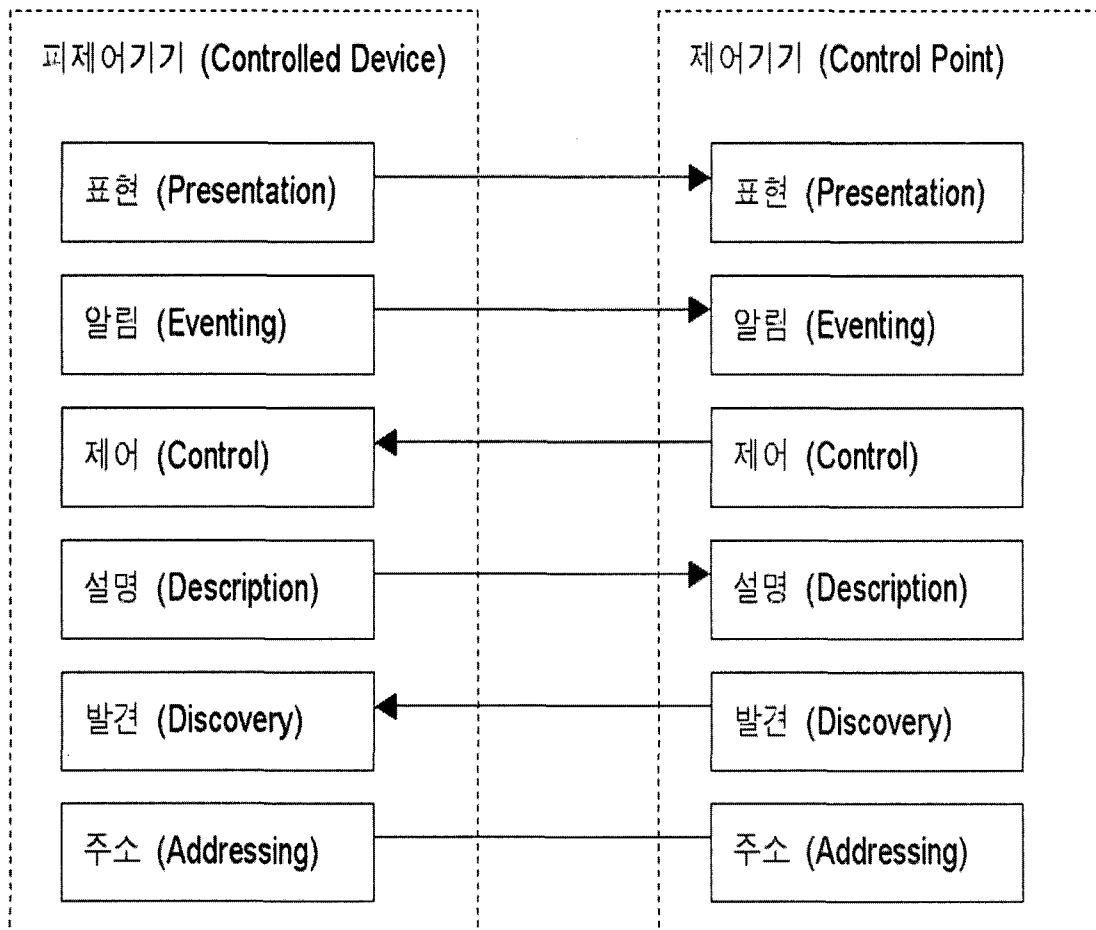 피제어기기 (Controlled Device)
제어기기 (Control Point)
표현 (Presentation)
표현 (Presentation)
알림 (Eventing)
알림 (Eventing)
제어 (Control)
제어 (Control)
설명 (Description)
설명 (Description)
발견 (Discovery)
발견 (Discovery)
주소 (Addressing)
주소 (Addressing)